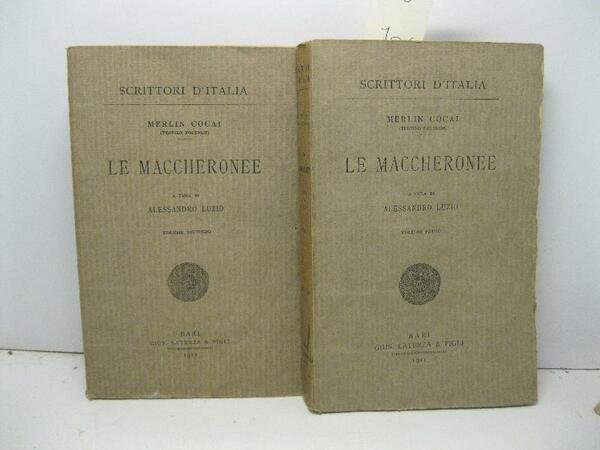 SCRITTORI D'ITALIA
MERLIN COCAI
(TEOFILO FOLENGO)
LE MACCHERONEE
A CURA DI
ALESSANDRO LUZIO
VOLUME SECONDO
BARI
GIUS. LATERZA & FIGLI
1911
SCRITTORI D'ITALIA
MERLIN COCAI
(TEOFILO FOLENGO)
LE MACCHERONEE
A CURA DI
ALESSANDRO LUZIO
VOLUME PRIMO
BARI
GIUS. LATERZA & FIGLI
1911